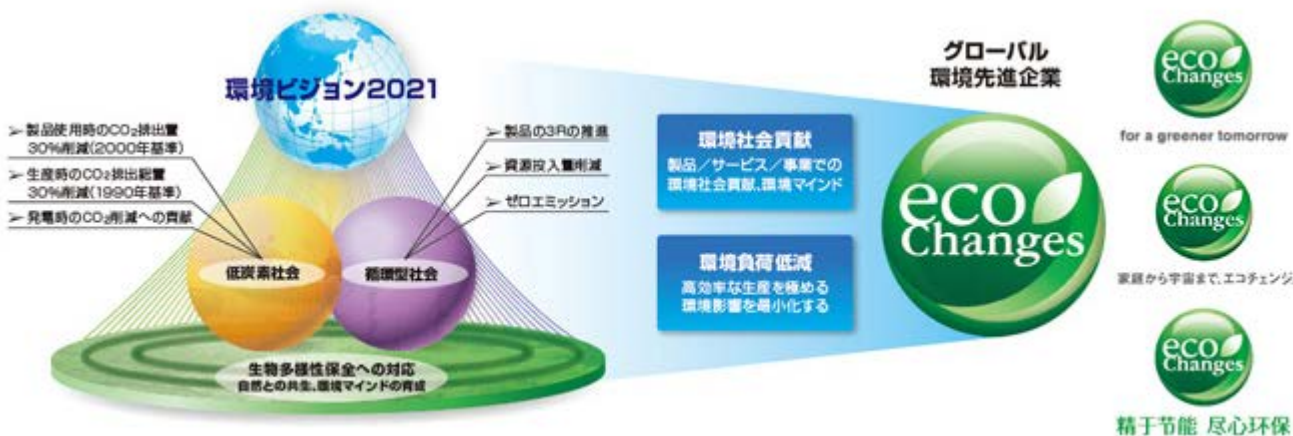 環境ビジョン2021
➢ 製品使用時のCO₂排出量
30%削減(2000年基準)
➢ 生産時のCO₂排出総量
30%削減(1990年基準)
➢ 発電時のCO₂削減への貢献
➢ 製品の3Rの推進
➢ 資源投入量削減
➢ ゼロエミッション
低炭素社会
循環型社会
生物多様性保全への対応
自然との共生、環境マインドの育成
環境社会貢献
製品／サービス／事業での
環境社会貢献、環境マインド
環境負荷低減
高効率な生産を極める
環境影響を最小化する
グローバル
環境先進企業
eco
Changes
eco
Changes
for a greener tomorrow
eco
Changes
家庭から宇宙まで、エコチェンジ
eco
Changes
精于节能 尽心环保